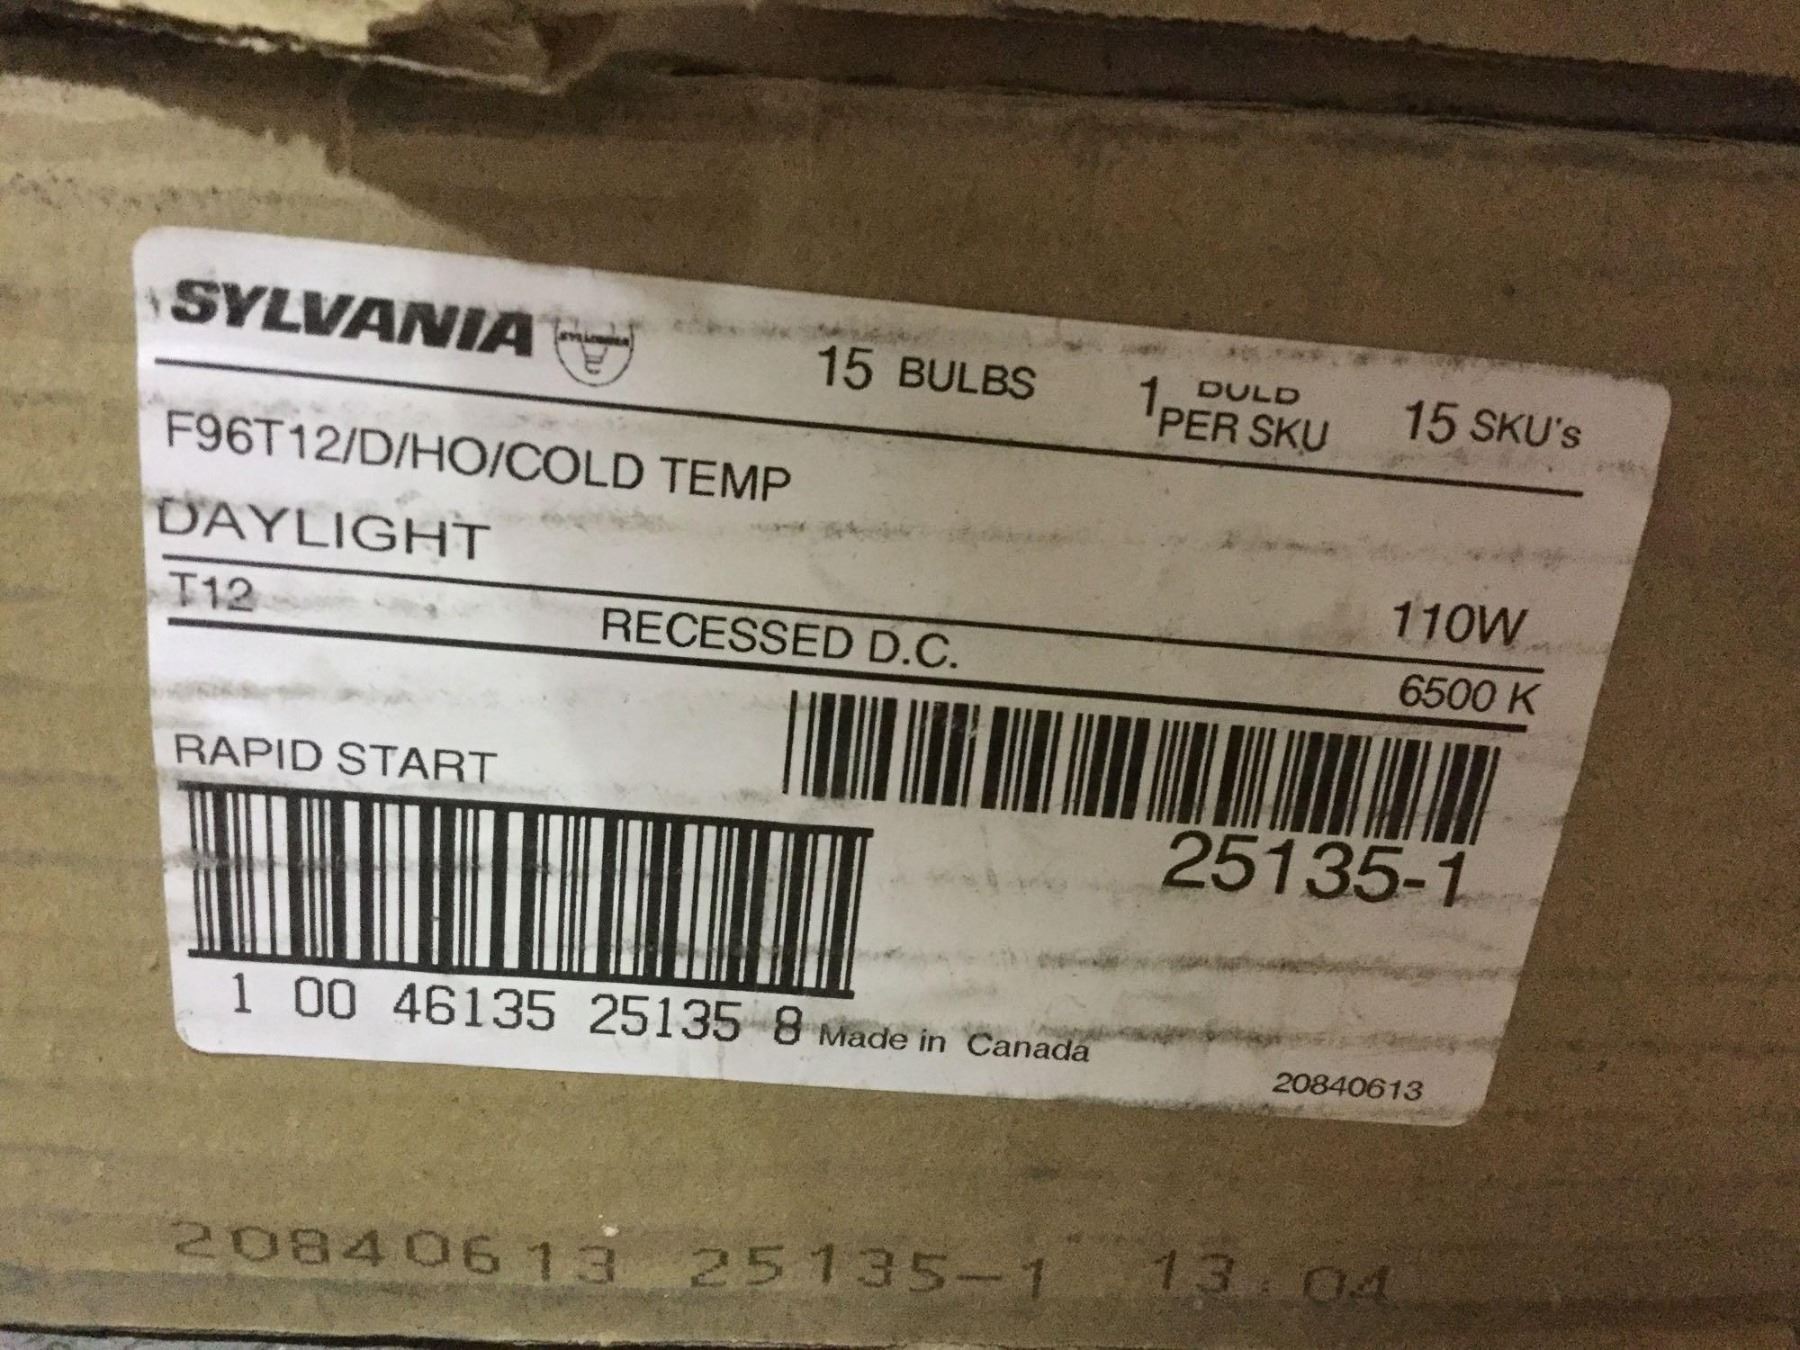 SYLVANIA SYLVANIA
15 BULBS 1 BULB PER SKU 15 SKU's
F96T12/D/HO/COLD TEMP
DAYLIGHT
110W
T12 RECESSED D.C. 6500 K
RAPID START
25135-1
1 00 46135 25135 8 Made in Canada
20840613
20840613 25135-1 13:04